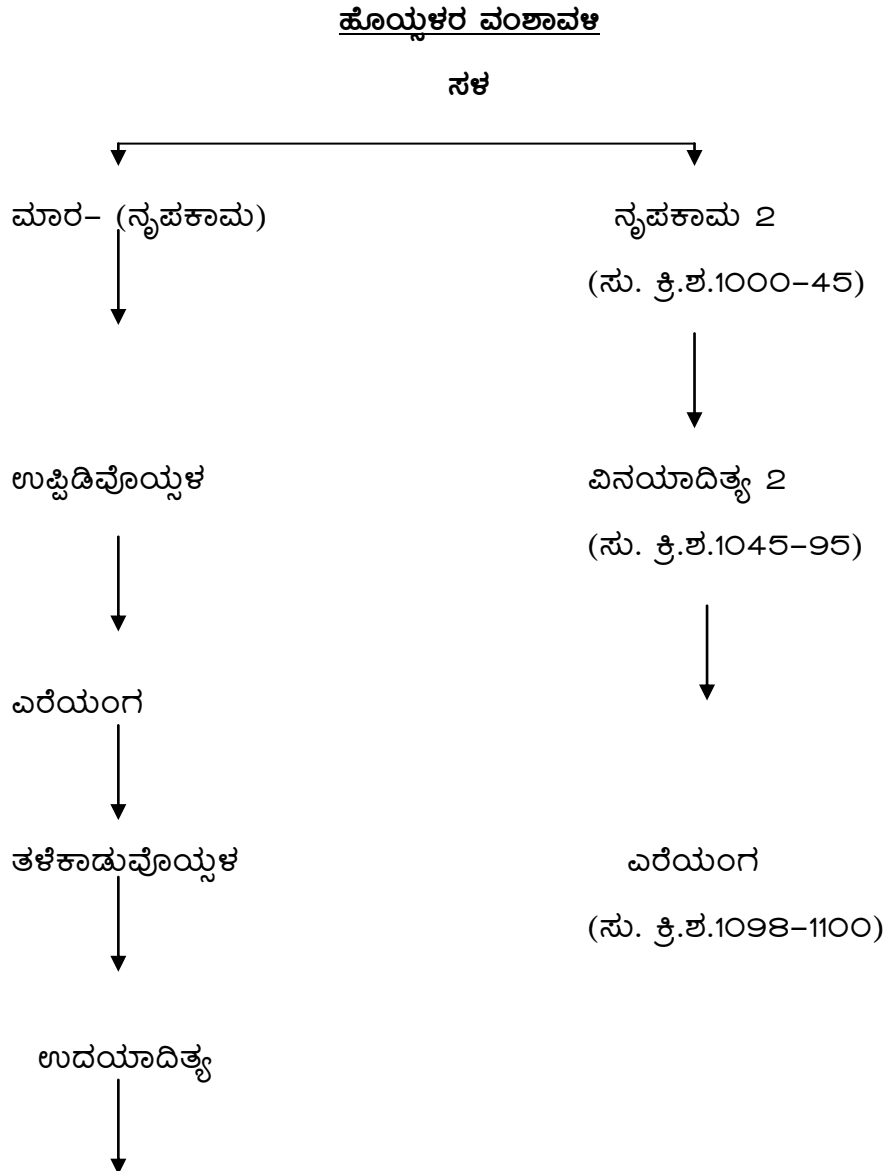 ಹೊಯ್ಸಳರ ವಂಶಾವಳಿ
ಸಳ
ಮಾರ- (ನೃಪಕಾಮ) ನೃಪಕಾಮ 2
(ಸು. ಕ್ರಿ.ಶ.1000-45)
ಉಪ್ಪಿಡಿವೊಯ್ಸಳ ವಿನಯಾದಿತ್ಯ 2
(ಸು. ಕ್ರಿ.ಶ.1045-95)
ಎರೆಯಂಗ
ತಳೆಕಾಡುವೊಯ್ಸಳ ಎರೆಯಂಗ
(ಸು. ಕ್ರಿ.ಶ.1098-1100)
ಉದಯಾದಿತ್ಯ